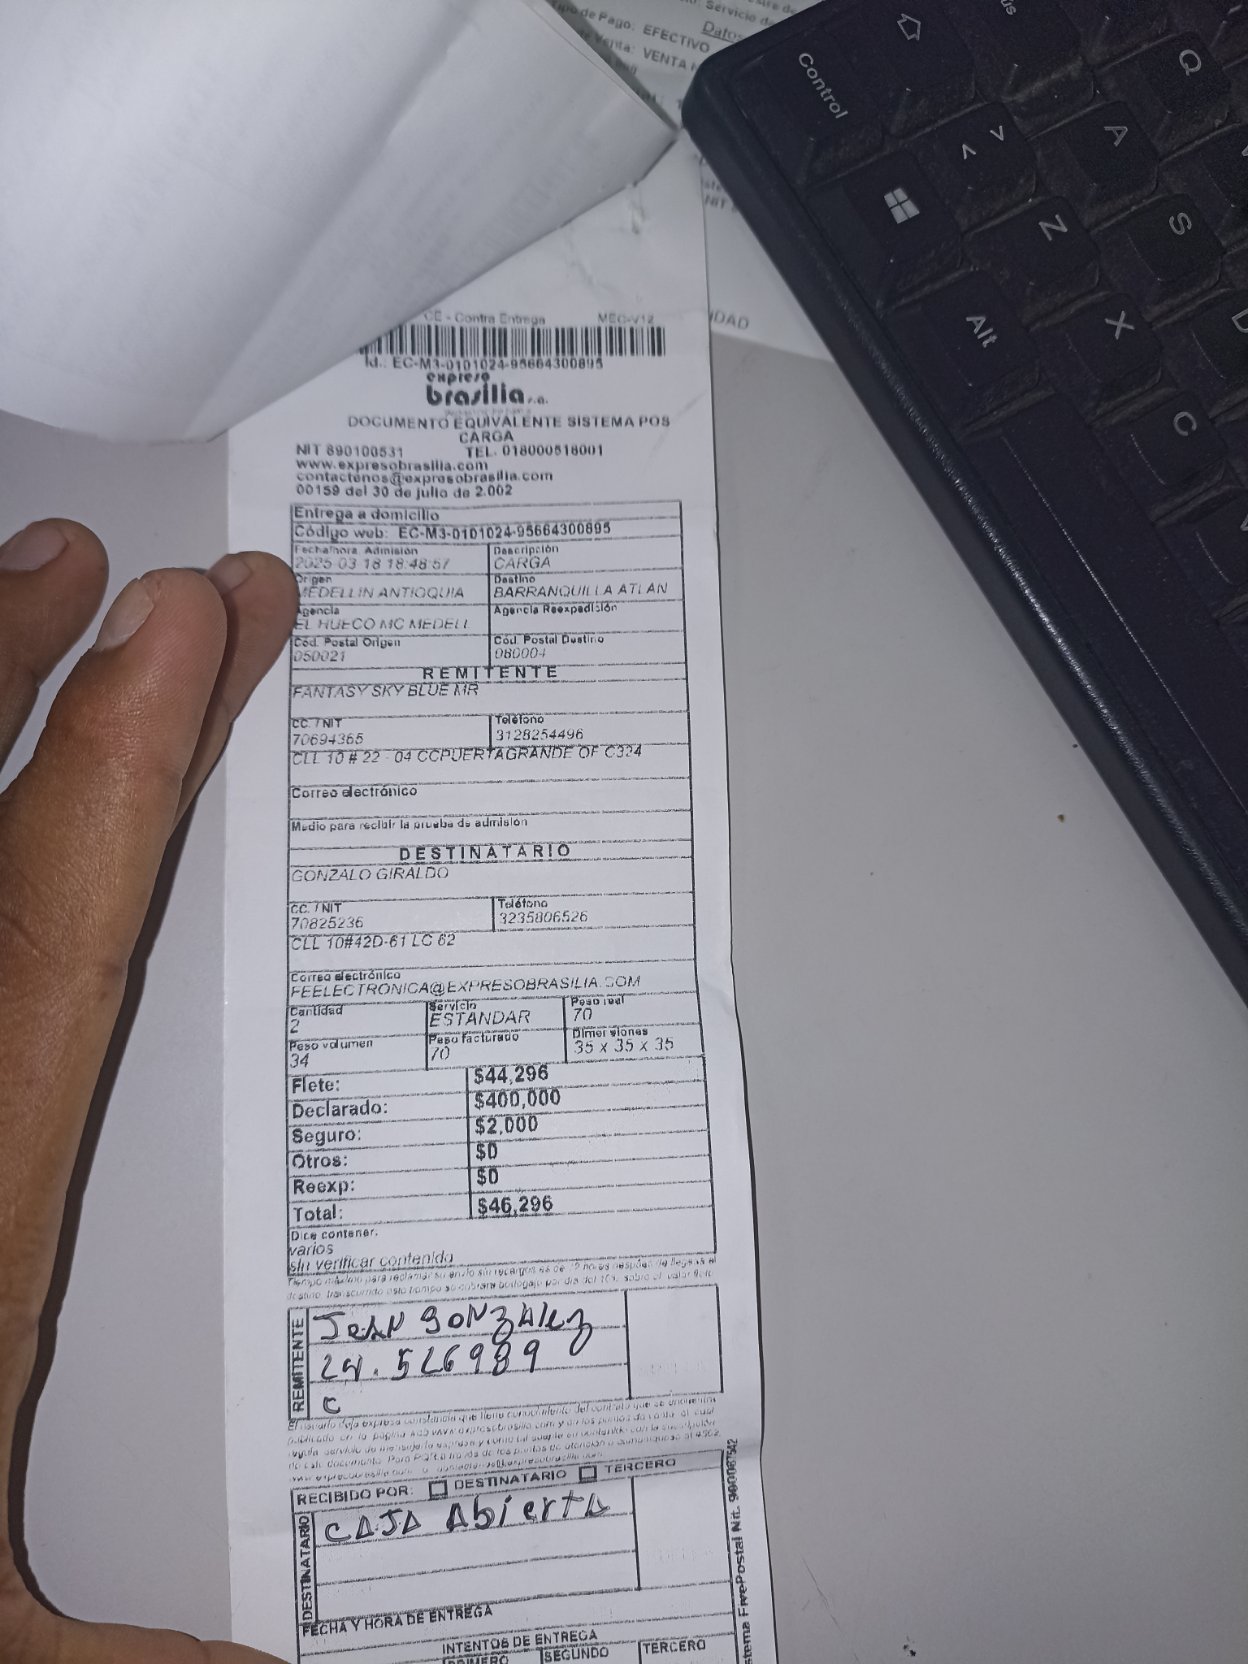 Tipo de Pago: EFECTIVO
Venta: VENTA
CE - Contra Entrega MEC-V12
Id.: EC-M3-0101024-95664300895
expreso
brasilia s.a.
DOCUMENTO EQUIVALENTE SISTEMA POS
CARGA
NIT 890100531 TEL. 018000518001
www.expresobrasilia.com
contactenos@expresobrasilia.com
00159 del 30 de julio de 2.002
Entrega a domicilio
Código web: EC-M3-0101024-95664300895
Fecha/hora Admisión Descripción
2025 03 18 18:48:57 CARGA
Origen Destino
MEDELLIN ANTIOQUIA BARRANQUILLA ATLAN
Agencia Agencia Reexpedición
EL HUECO MC MEDELL
Cód. Postal Origen Cód. Postal Destino
050021 080004
REMITENTE
FANTASY SKY BLUE MR
CC. / NIT Teléfono
70694365 3128254496
CLL 10 # 22 - 04 CCPUERTAGRANDE OF C324
Correo electrónico
Medio para recibir la prueba de admisión
DESTINATARIO
GONZALO GIRALDO
CC. / NIT Teléfono
70825236 3235806526
CLL 10#42D-61 LC 62
Correo electrónico
FEELECTRONICA@EXPRESOBRASILIA.COM
Cantidad Servicio Peso real
2 ESTANDAR 70
Peso volumen Peso facturado Dimensiones
34 70 35 x 35 x 35
Flete: $44,296
Declarado: $400,000
Seguro: $2,000
Otros: $0
Reexp: $0
Total: $46,296
Dice contener:
varios
sin verificar contenido
REMITENTE
JeAN GONZALEZ
C
RECIBIDO POR: DESTINATARIO TERCERO
DESTINATARIO
CAJA AbiertA
FECHA Y HORA DE ENTREGA
INTENTOS DE ENTREGA
PRIMERO SEGUNDO TERCERO
Control
Q
A
Z
S
Alt
X
C